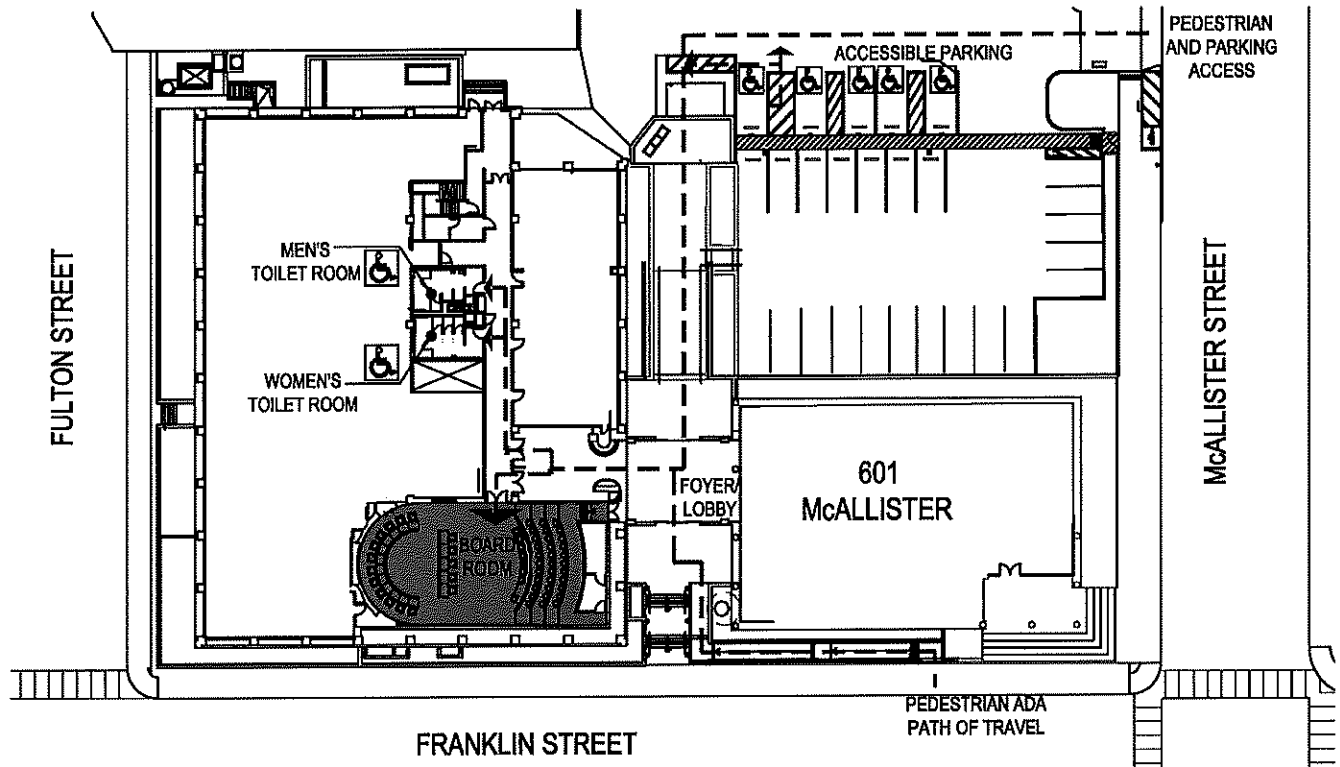 PEDESTRIAN
AND PARKING
ACCESS
ACCESSIBLE PARKING
MEN'S
TOILET ROOM
WOMEN'S
TOILET ROOM
FULTON STREET
McALLISTER STREET
FOYER/
LOBBY
601
McALLISTER
BOARD
ROOM
PEDESTRIAN ADA
PATH OF TRAVEL
FRANKLIN STREET